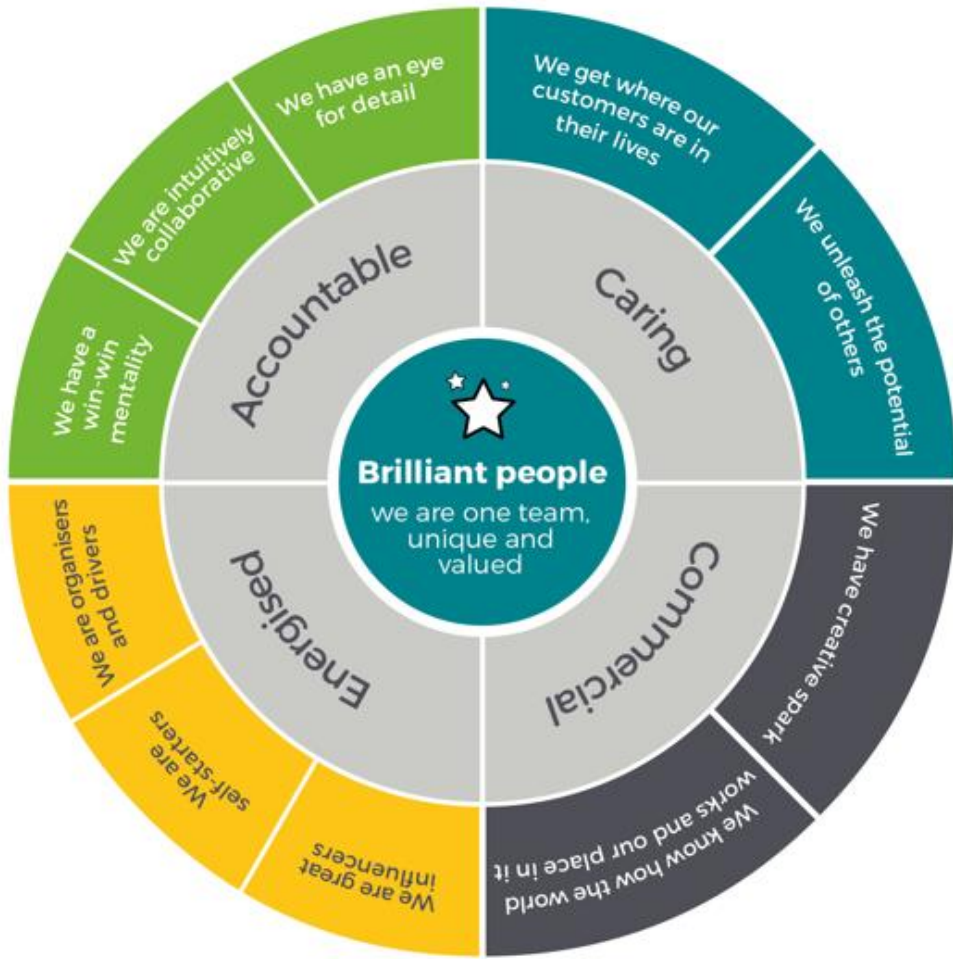 We have an eye
for detail
We get where our
customers are in
their lives
We are intuitively
collaborative
We unleash the potential
of others
Accountable
Caring
We have a
win-win
mentality
Brilliant people
we are one team,
unique and
valued
We are organisers
and drivers
Energised
Commercial
We have creative spark
We are
self-starters
We are great
influencers
We know how the world
works and our place in it